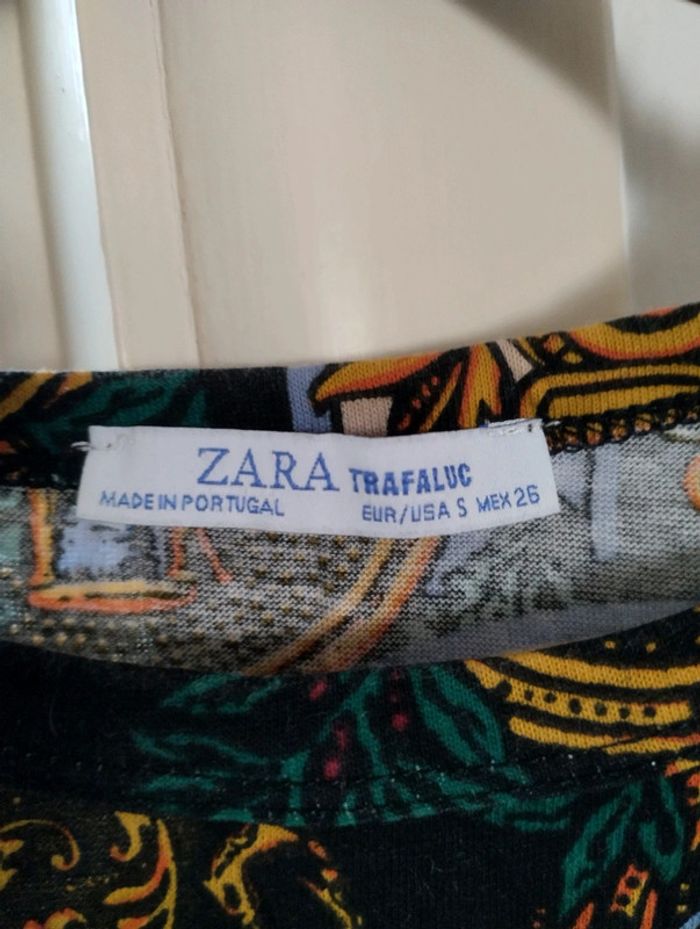 ZARA TRAFALUC
MADE IN PORTUGAL EUR/USA S MEX 26